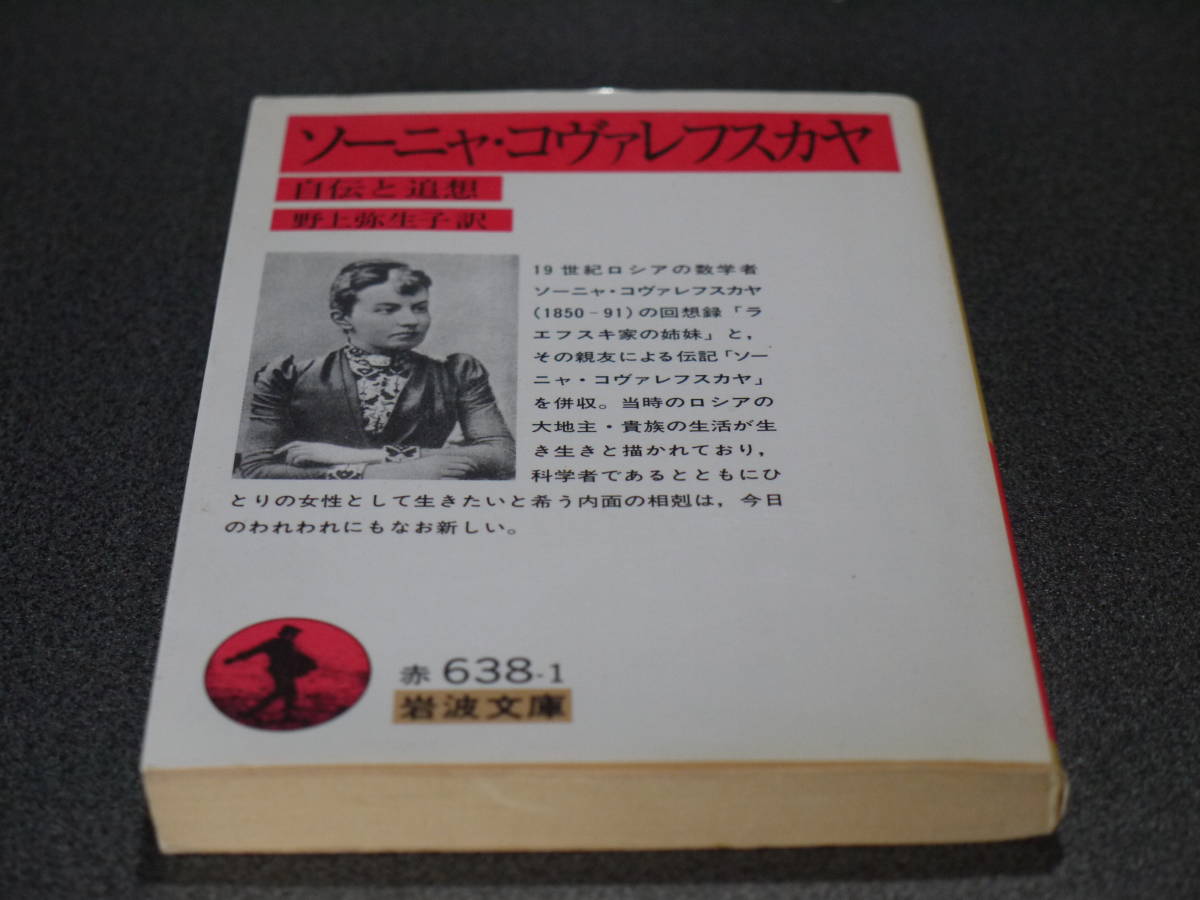 ソーニャ・コヴァレフスカヤ
自伝と追想
野上弥生子訳
19世紀ロシアの数学者
ソーニャ・コヴァレフスカヤ
(1850-91)の回想録「ラ
エフスキ家の姉妹」と,
その親友による伝記「ソー
ニャ・コヴァレフスカヤ」
を併収。当時のロシアの
大地主・貴族の生活が生
き生きと描かれており,
科学者であるとともにひ
とりの女性として生きたいと希う内面の相剋は,今日
のわれわれにもなお新しい。
赤 638-1
岩波文庫